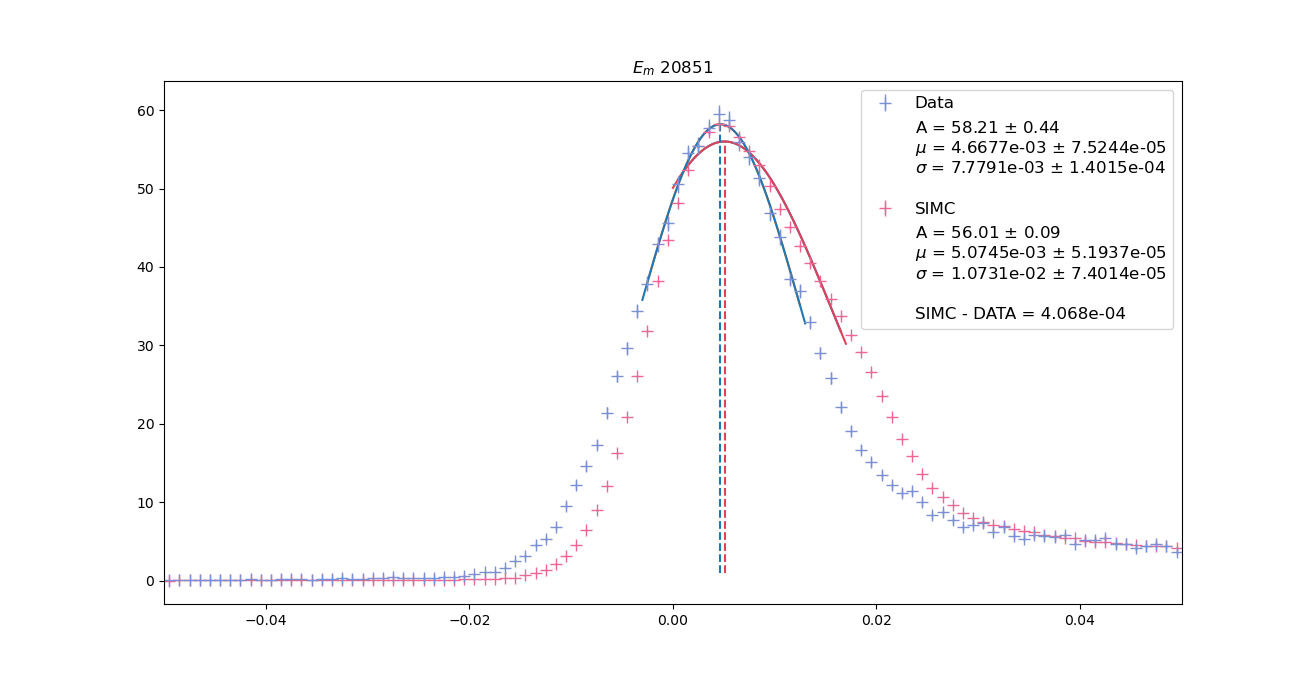 E_m 20851
60
50
40
30
20
10
0
−0.04
−0.02
0.00
0.02
0.04
Data
A = 58.21 ± 0.44
μ = 4.6677e-03 ± 7.5244e-05
σ = 7.7791e-03 ± 1.4015e-04
SIMC
A = 56.01 ± 0.09
μ = 5.0745e-03 ± 5.1937e-05
σ = 1.0731e-02 ± 7.4014e-05
SIMC - DATA = 4.068e-04